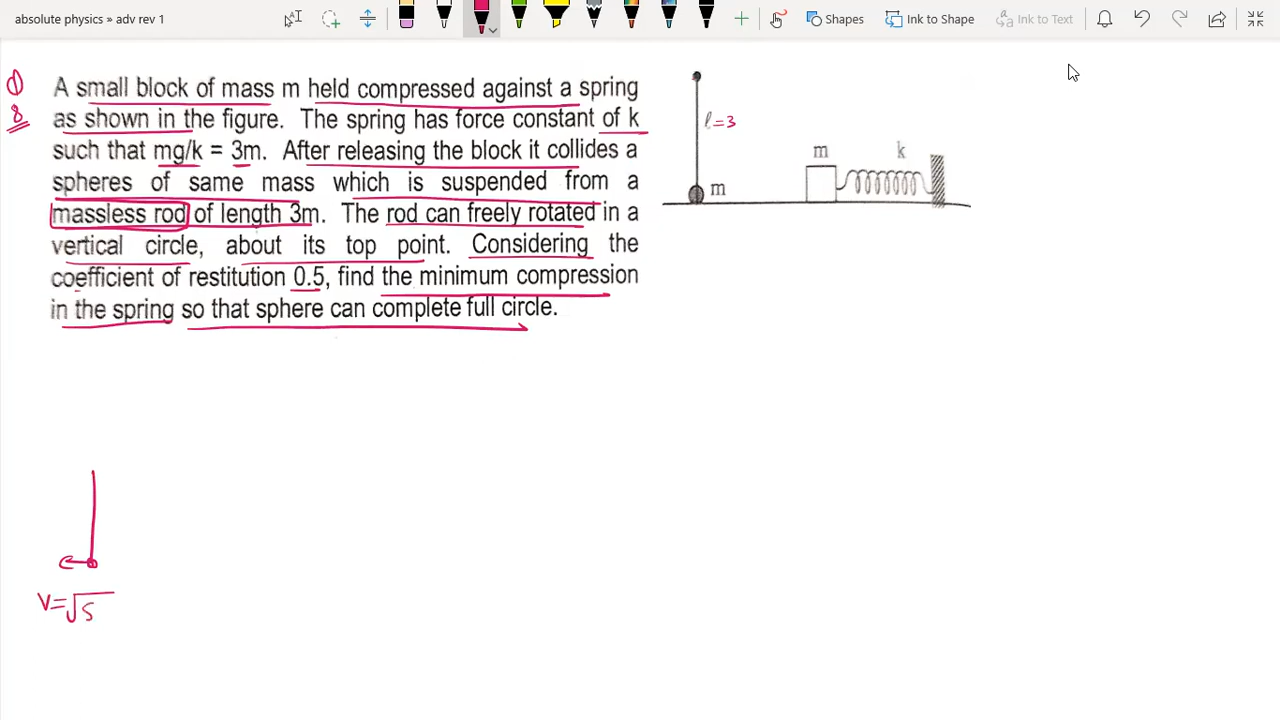 absolute physics » adv rev 1
Shapes
Ink to Shape
Ink to Text
① 8
A small block of mass m held compressed against a spring
as shown in the figure. The spring has force constant of k
such that mg/k = 3m. After releasing the block it collides a
spheres of same mass which is suspended from a
massless rod of length 3m. The rod can freely rotated in a
vertical circle, about its top point. Considering the
coefficient of restitution 0.5, find the minimum compression
in the spring so that sphere can complete full circle.
l=3
m
m
k
V=√5